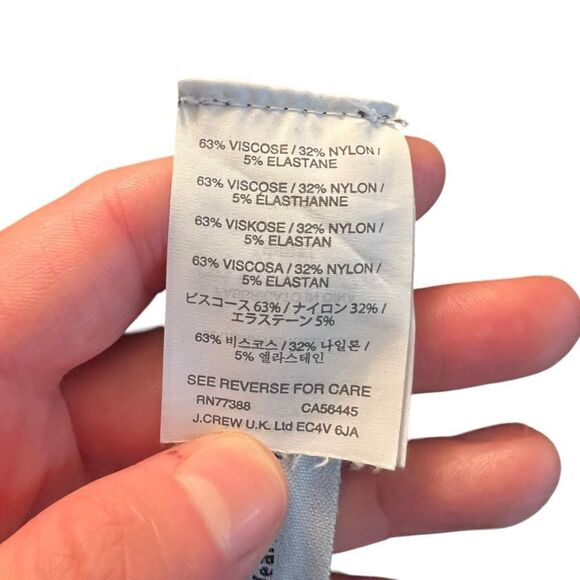 63% VISCOSE / 32% NYLON /
5% ELASTANE
63% VISCOSE / 32% NYLON /
5% ÉLASTHANNE
63% VISKOSE / 32% NYLON /
5% ELASTAN
63% VISCOSA / 32% NYLON /
5% ELASTAN
ビスコース 63% / ナイロン 32% /
エラステーン 5%
63% 비스코스 / 32% 나일론 /
5% 엘라스테인
SEE REVERSE FOR CARE
RN77388 CA56445
J.CREW U.K. Ltd EC4V 6JA